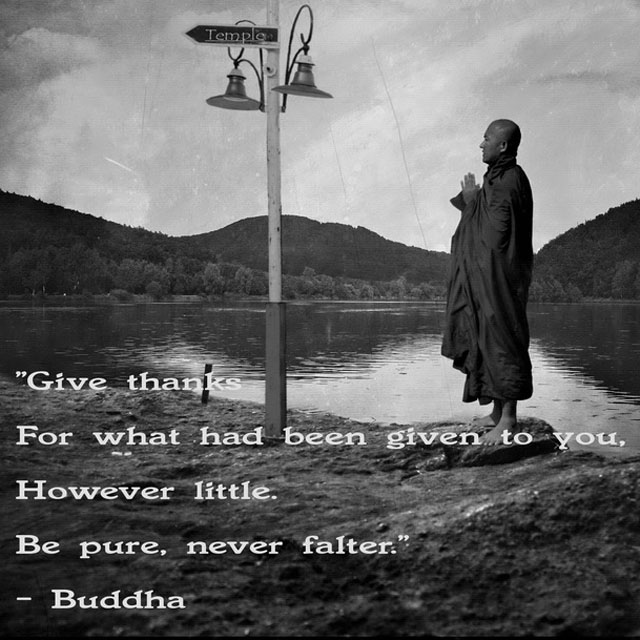 Temple
"Give thanks
For what had been given to you,
However little.
Be pure, never falter."
- Buddha